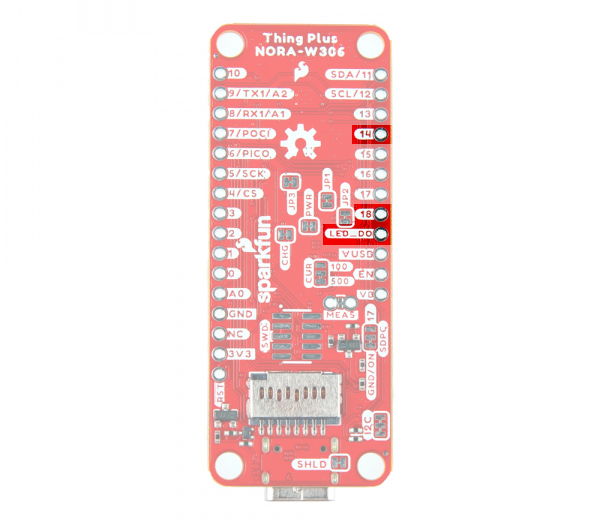 Thing Plus
NORA-W306
10
9/TX1/A2
8/RX1/A1
7/POCI
6/PICO
5/SCK
4/CS
3
2
1
0
A0
GND
NC
3V3
RST
SDA/11
SCL/12
13
14
15
16
17
18
LED_DO
VUSB
EN
VB
JP3
JP1
PWR
JP2
CHG
sparkfun
CUR
100
500
MEAS
SWD
17
SDPC
GND/ON
I2C
SHLD